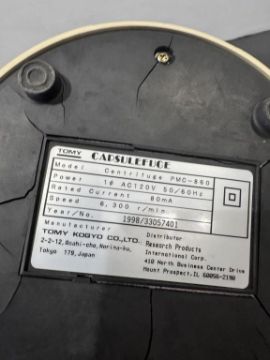 TOMY CAPSULEFUGE
Model Centrifuge PMC-860
Power 1ø AC120V 50/60Hz
Rated Current 80mA
Speed 6,300 r/min
Year/No. 1998/33057401
Manufacturer
TOMY KOGYO CO.,LTD.
2-2-12, Asahi-cho, Nerima-ku,
Tokyo 179, Japan
Distributor
Research Products
International Corp.
410 North Business Center Drive
Mount Prospect, IL 60056-2190